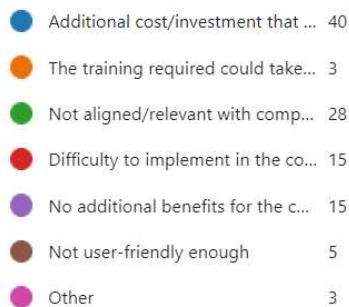 Additional cost/investment that ... 40
The training required could take... 3
Not aligned/relevant with comp... 28
Difficulty to implement in the co... 15
No additional benefits for the c... 15
Not user-friendly enough 5
Other 3